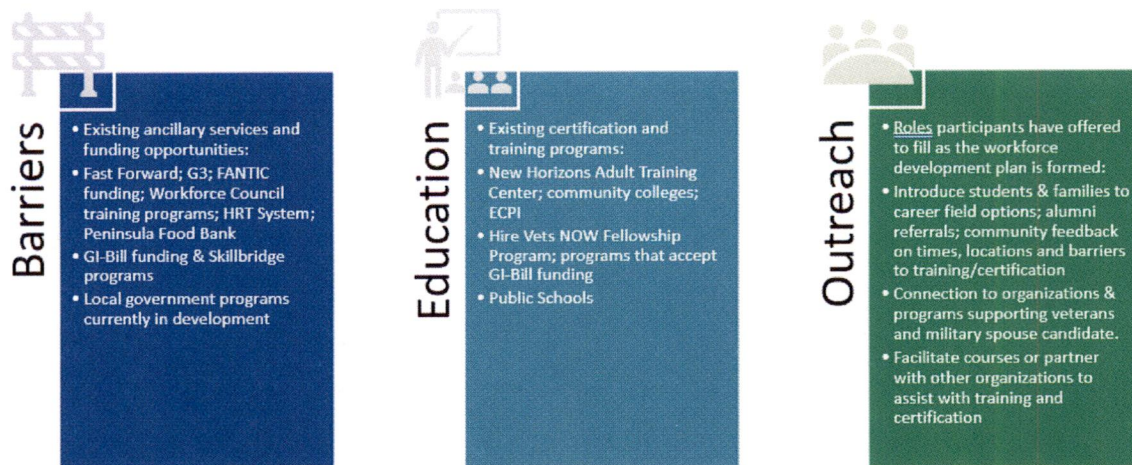 Barriers
• Existing ancillary services and
funding opportunities:
• Fast Forward; G3; FANTIC
funding; Workforce Council
training programs; HRT System;
Peninsula Food Bank
• GI-Bill funding & Skillbridge
programs
• Local government programs
currently in development
Education
• Existing certification and
training programs:
• New Horizons Adult Training
Center; community colleges;
ECPI
• Hire Vets NOW Fellowship
Program; programs that accept
GI-Bill funding
• Public Schools
Outreach
• Roles participants have offered
to fill as the workforce
development plan is formed:
• Introduce students & families to
career field options; alumni
referrals; community feedback
on times, locations and barriers
to training/certification
• Connection to organizations &
programs supporting veterans
and military spouse candidate.
• Facilitate courses or partner
with other organizations to
assist with training and
certification